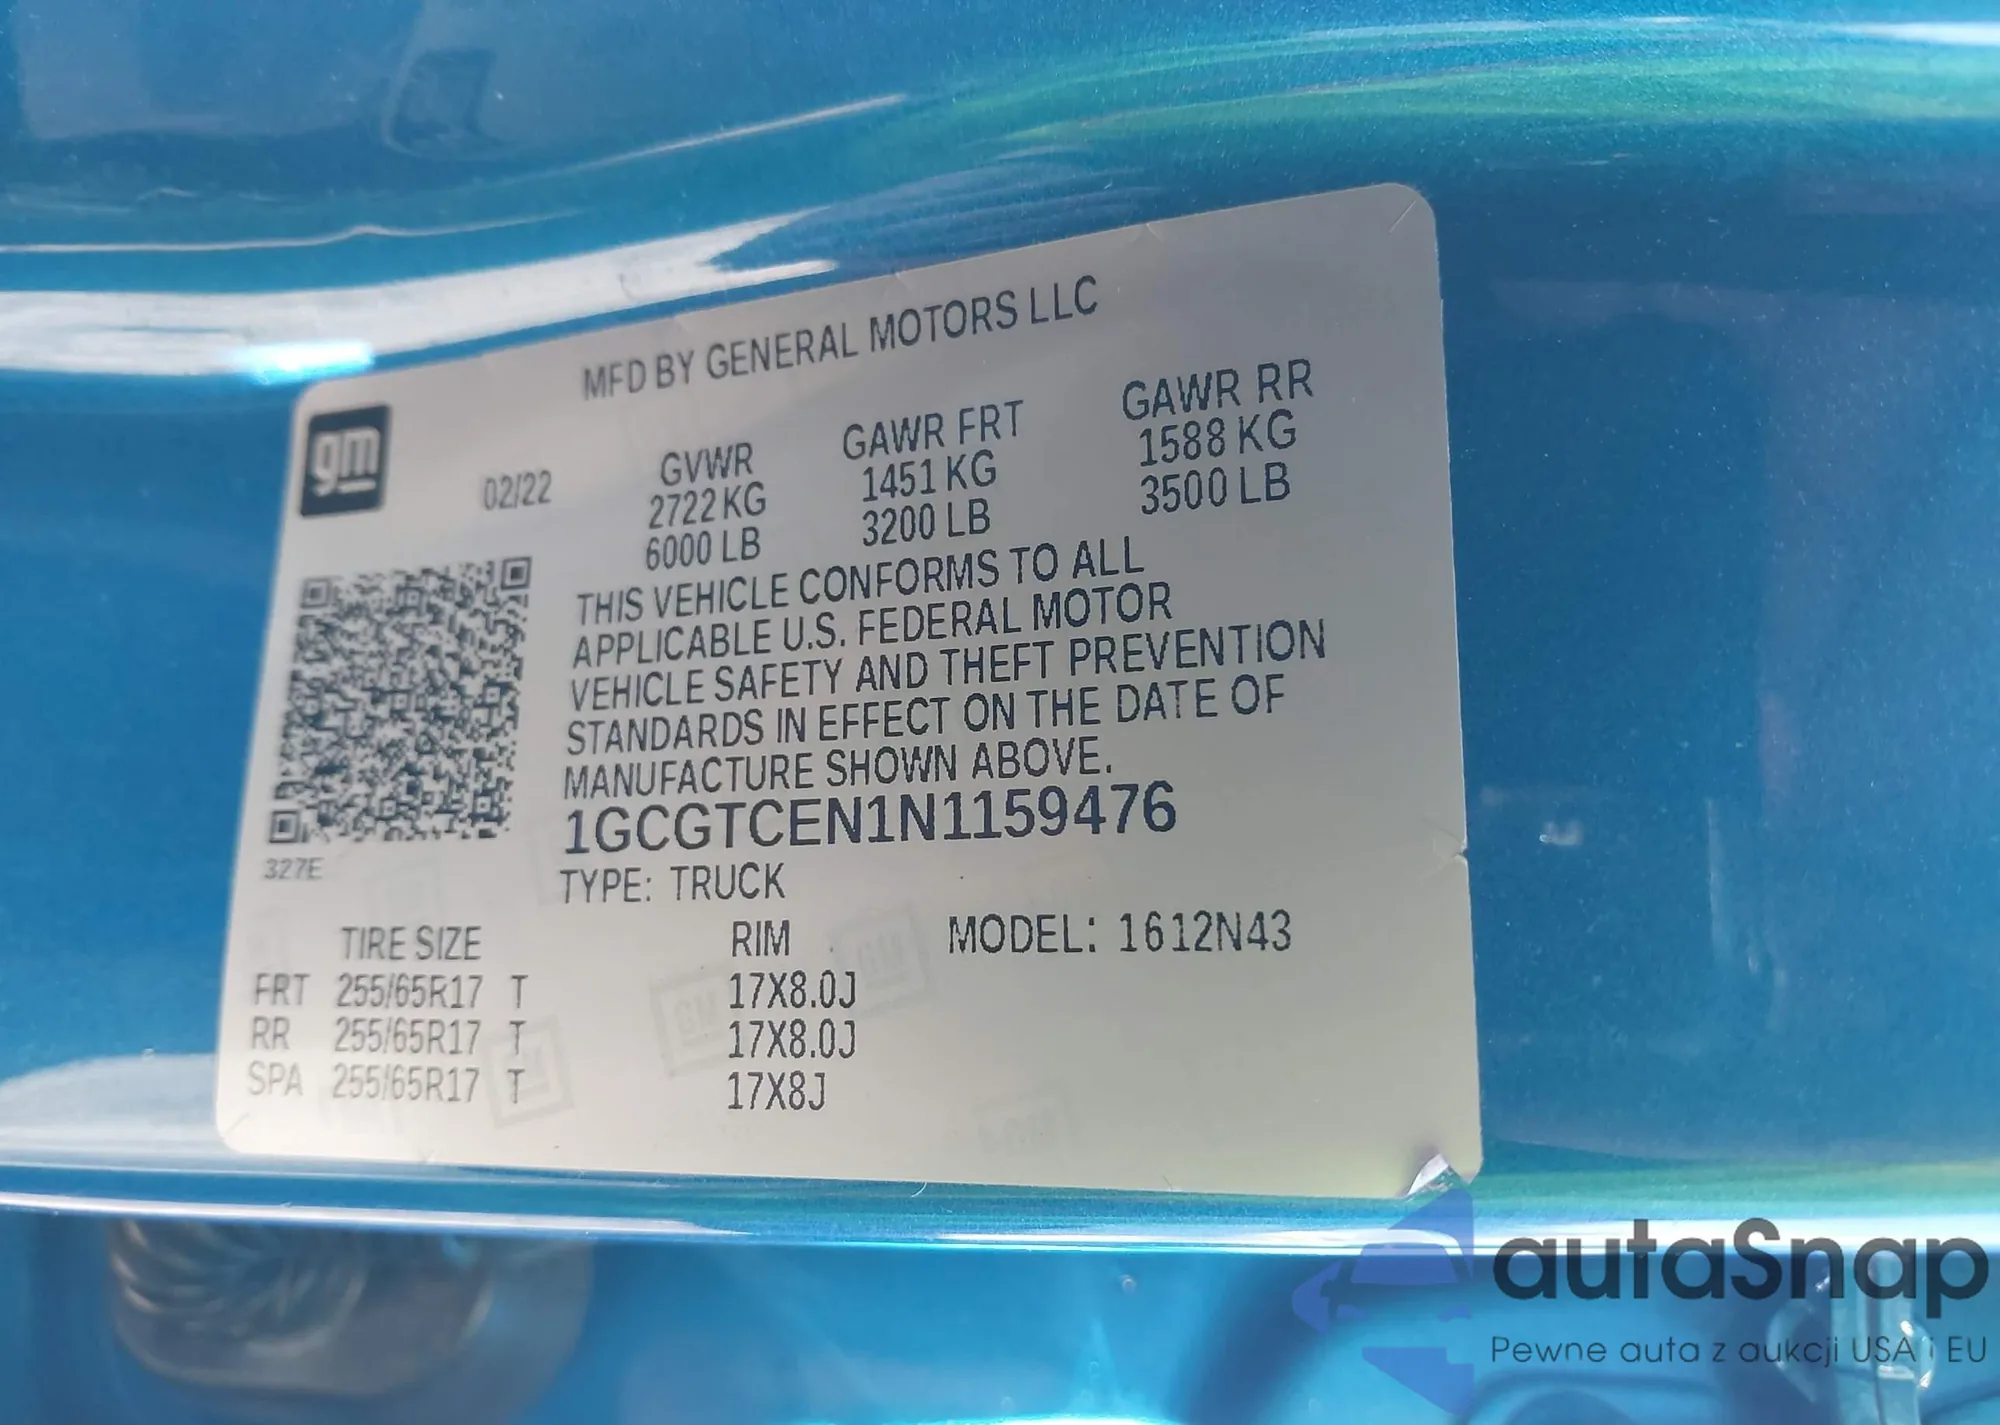 MFD BY GENERAL MOTORS LLC
gm
02/22
GVWR
2722 KG
6000 LB
GAWR FRT
1451 KG
3200 LB
GAWR RR
1588 KG
3500 LB
THIS VEHICLE CONFORMS TO ALL
APPLICABLE U.S. FEDERAL MOTOR
VEHICLE SAFETY AND THEFT PREVENTION
STANDARDS IN EFFECT ON THE DATE OF
MANUFACTURE SHOWN ABOVE.
1GCGTCEN1N1159476
327E
TYPE: TRUCK
TIRE SIZE RIM MODEL: 1612N43
FRT 255/65R17 T 17X8.0J
RR 255/65R17 T 17X8.0J
SPA 255/65R17 T 17X8J
autaSnap
Pewne auta z aukcji USA i EU